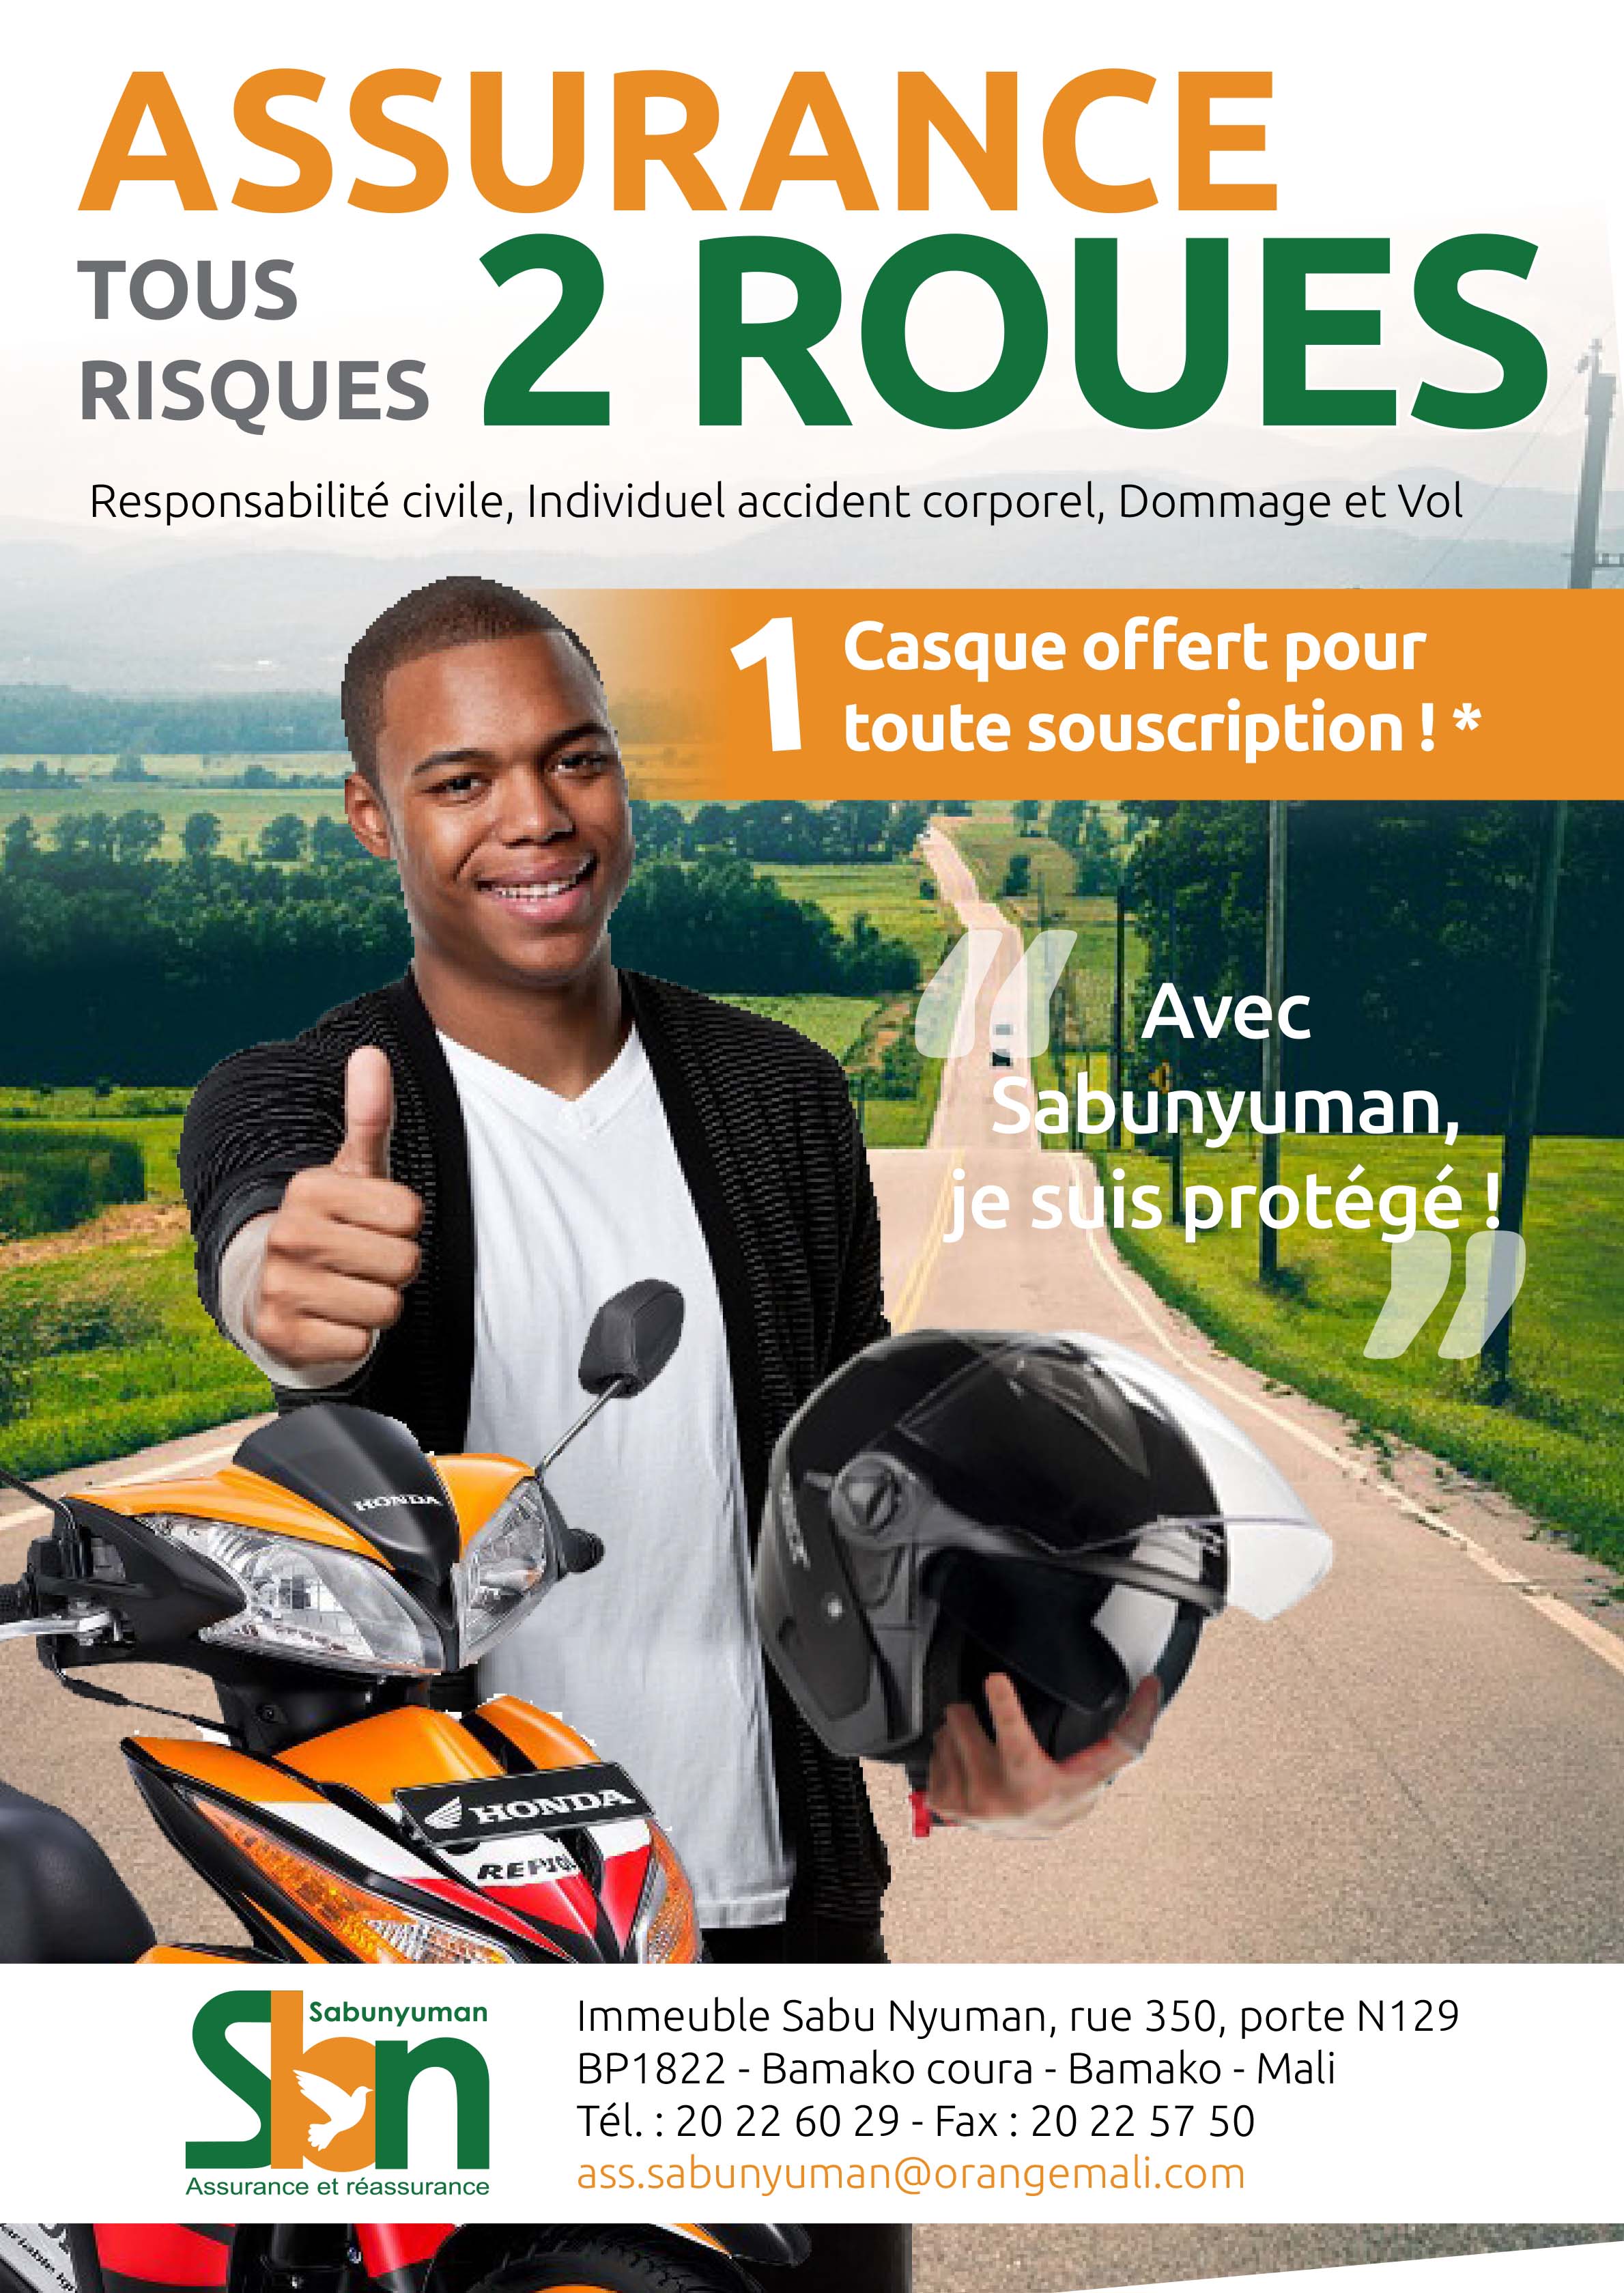 ASSURANCE
TOUS
RISQUES
2 ROUES
Responsabilité civile, Individuel accident corporel, Dommage et Vol
1 Casque offert pour
toute souscription ! *
“ Avec
Sabunyuman,
je suis protégé ! ”
HONDA
HONDA
REPSOL
Sabunyuman
Sbn
Assurance et réassurance
Immeuble Sabu Nyuman, rue 350, porte N129
BP1822 - Bamako coura - Bamako - Mali
Tél. : 20 22 60 29 - Fax : 20 22 57 50
ass.sabunyuman@orangemali.com